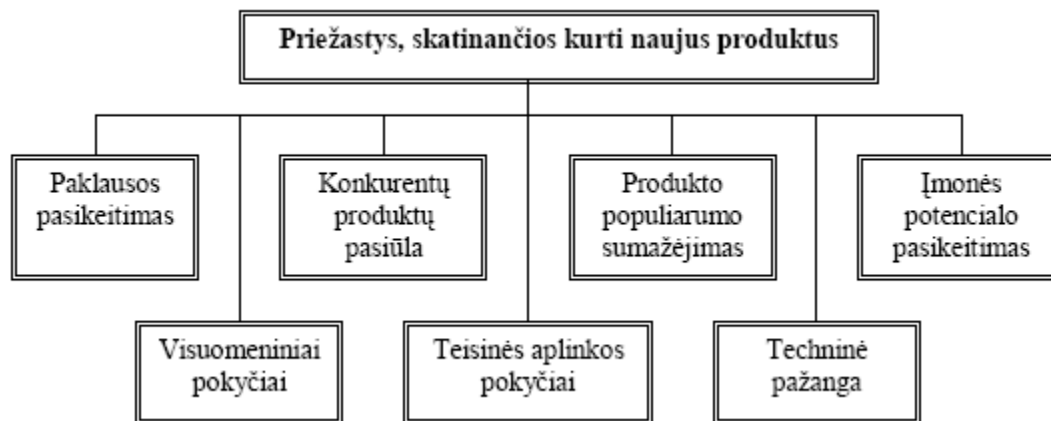 Priežastys, skatinančios kurti naujus produktus
Paklausos
pasikeitimas
Konkurentų
produktų
pasiūla
Produkto
populiarumo
sumažėjimas
Įmonės
potencialo
pasikeitimas
Visuomeniniai
pokyčiai
Teisinės aplinkos
pokyčiai
Techninė
pažanga